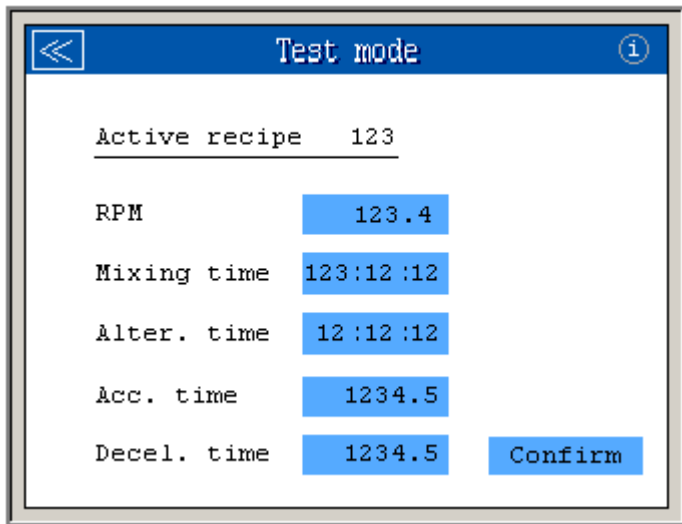 ≪ Test mode i
Active recipe 123
RPM 123.4
Mixing time 123:12:12
Alter. time 12:12:12
Acc. time 1234.5
Decel. time 1234.5 Confirm